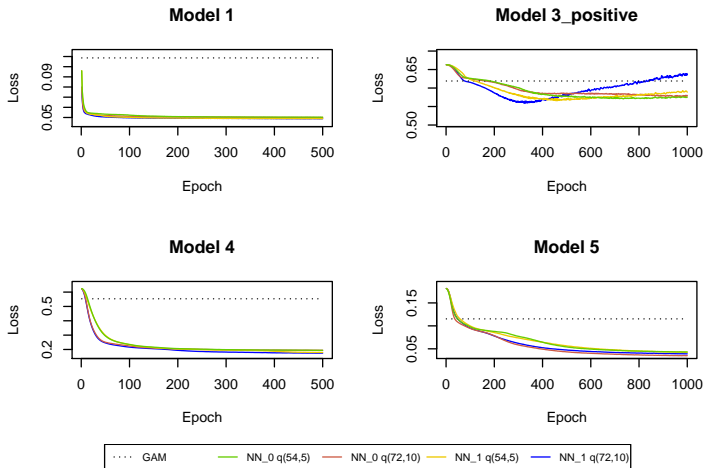 Model 1
Model 3_positive
Loss
0.05
0.09
0
100
200
300
400
500
Epoch
Loss
0.50
0.65
0
200
400
600
800
1000
Epoch
Model 4
Model 5
Loss
0.2
0.5
0
100
200
300
400
500
Epoch
Loss
0.05
0.15
0
200
400
600
800
1000
Epoch
GAM
NN_0 q(54,5)
NN_0 q(72,10)
NN_1 q(54,5)
NN_1 q(72,10)